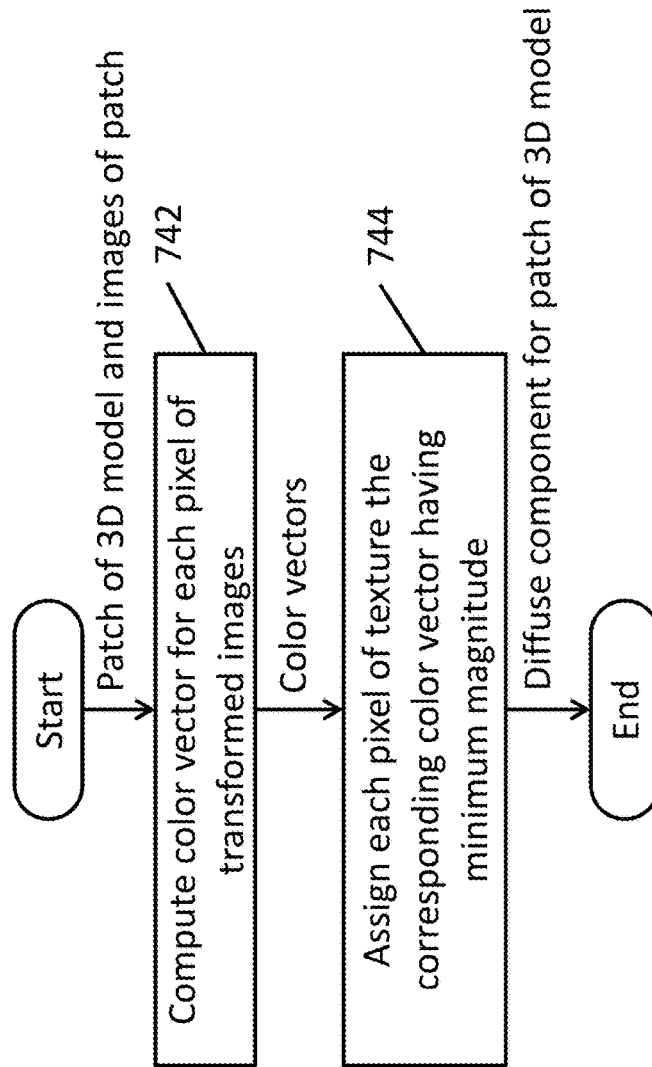 Start
Patch of 3D model and images of patch
742
Compute color vector for each pixel of
transformed images
Color vectors
744
Assign each pixel of texture the
corresponding color vector having
minimum magnitude
Diffuse component for patch of 3D model
End